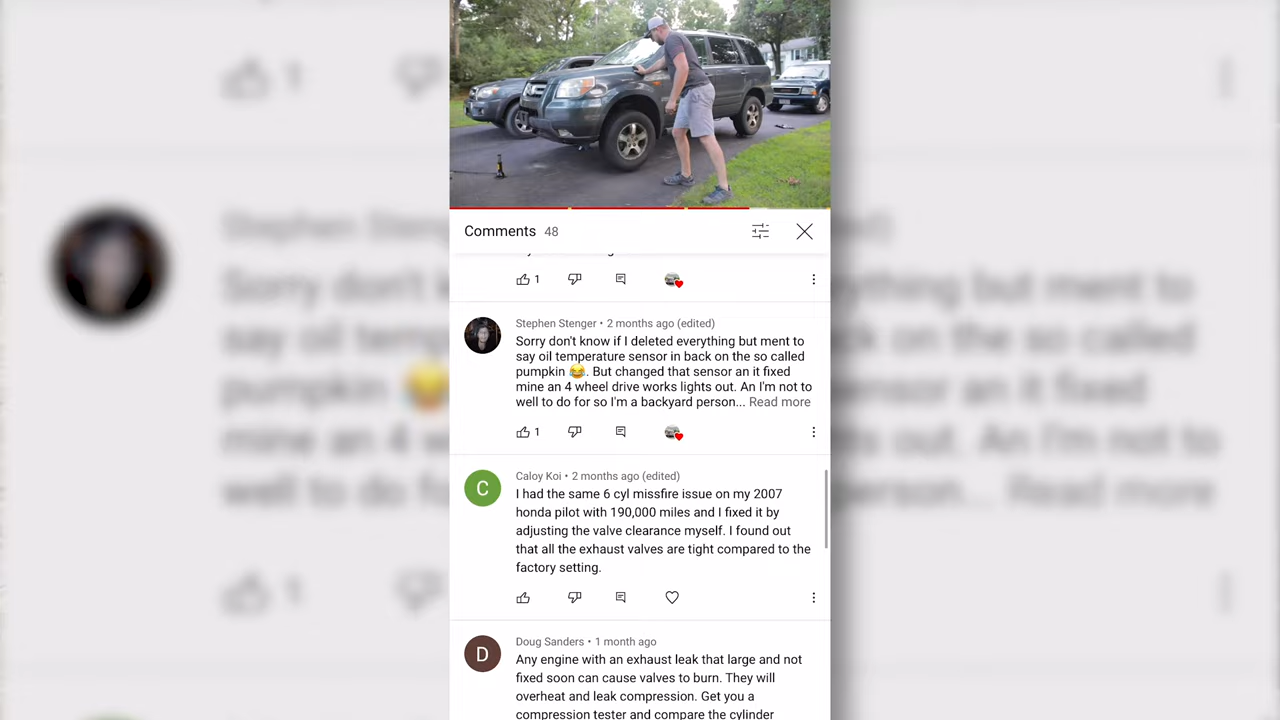 Comments 48
1
Stephen Stenger • 2 months ago (edited)
Sorry don't know if I deleted everything but ment to
say oil temperature sensor in back on the so called
pumpkin 😂. But changed that sensor an it fixed
mine an 4 wheel drive works lights out. An I'm not to
well to do for so I'm a backyard person... Read more
1
C
Caloy Koi • 2 months ago (edited)
I had the same 6 cyl missfire issue on my 2007
honda pilot with 190,000 miles and I fixed it by
adjusting the valve clearance myself. I found out
that all the exhaust valves are tight compared to the
factory setting.
D
Doug Sanders • 1 month ago
Any engine with an exhaust leak that large and not
fixed soon can cause valves to burn. They will
overheat and leak compression. Get you a
compression tester and compare the cylinder